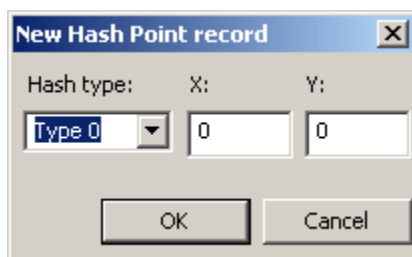 New Hash Point record
Hash type: X: Y:
Type 0 0 0
OK Cancel